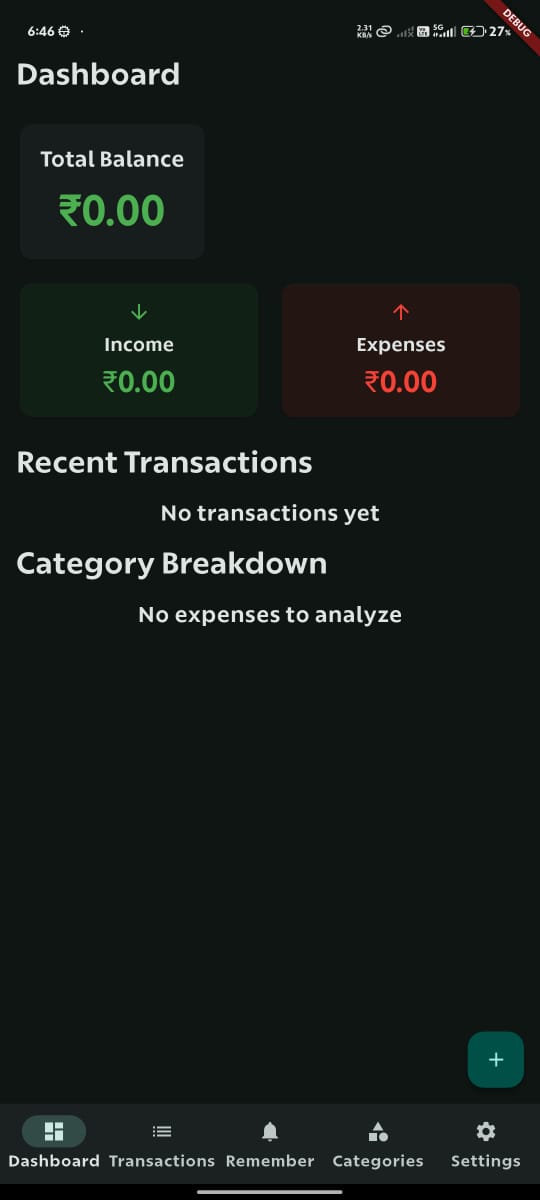 6:46
2.31
KB/s
5G
27%
DEBUG
Dashboard
Total Balance
₹0.00
Income
₹0.00
Expenses
₹0.00
Recent Transactions
No transactions yet
Category Breakdown
No expenses to analyze
+
Dashboard Transactions Remember Categories Settings